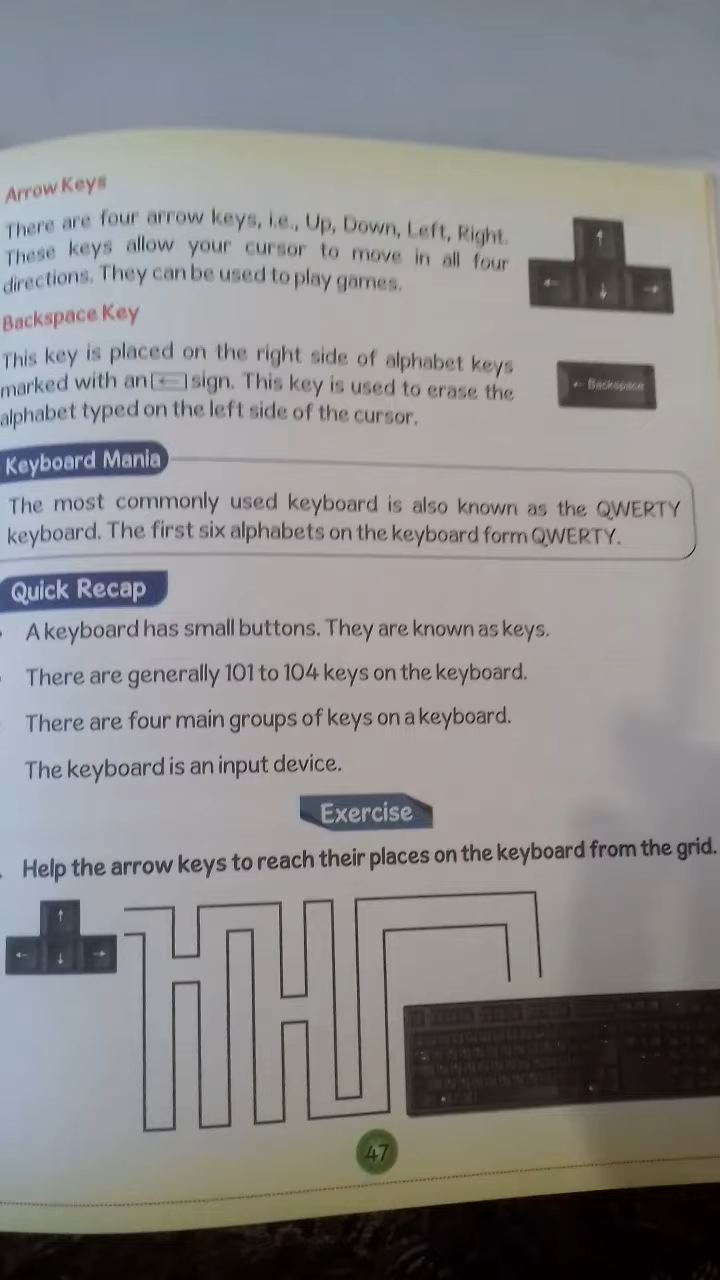 Arrow Keys
There are four arrow keys, i.e., Up, Down, Left, Right.
These keys allow your cursor to move in all four
directions. They can be used to play games.
↑
← ↓ →
Backspace Key
This key is placed on the right side of alphabet keys
marked with an [←] sign. This key is used to erase the
alphabet typed on the left side of the cursor.
← Backspace
Keyboard Mania
The most commonly used keyboard is also known as the QWERTY
keyboard. The first six alphabets on the keyboard form QWERTY.
Quick Recap
A keyboard has small buttons. They are known as keys.
There are generally 101 to 104 keys on the keyboard.
There are four main groups of keys on a keyboard.
The keyboard is an input device.
Exercise
Help the arrow keys to reach their places on the keyboard from the grid.
↑
← ↓ →
47